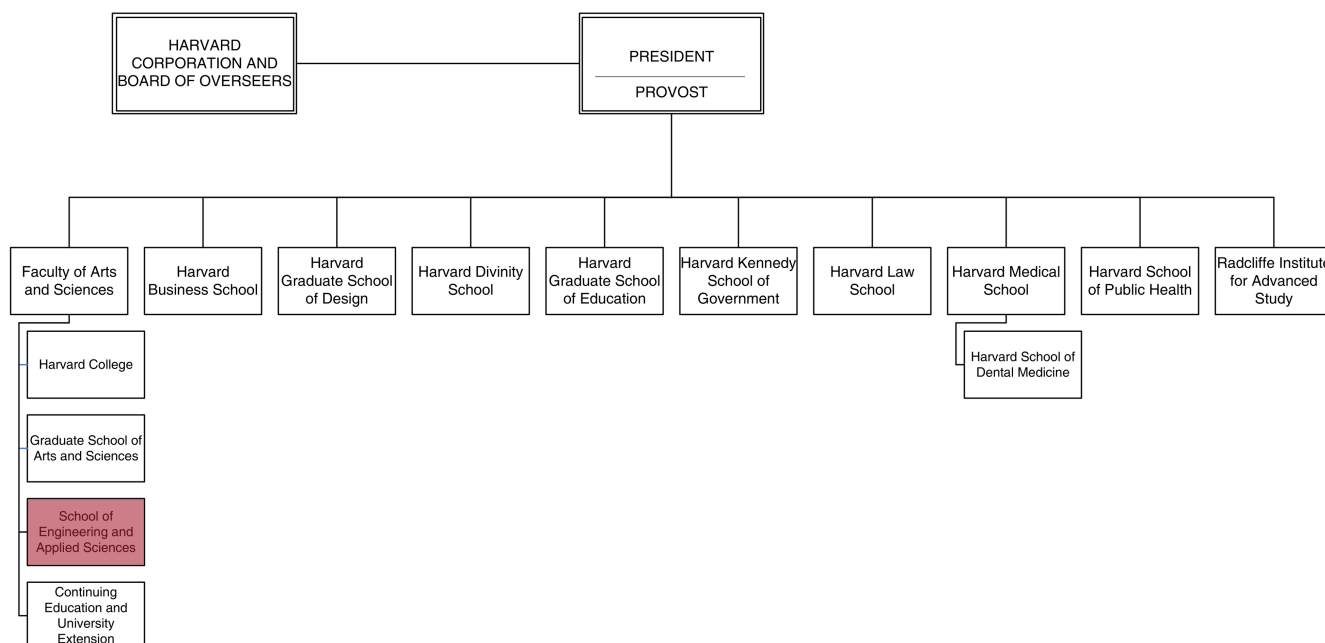 HARVARD
CORPORATION AND
BOARD OF OVERSEERS
PRESIDENT
PROVOST
Faculty of Arts
and Sciences
Harvard
Business School
Harvard
Graduate School
of Design
Harvard Divinity
School
Harvard
Graduate School
of Education
Harvard Kennedy
School of
Government
Harvard Law
School
Harvard Medical
School
Harvard School
of Public Health
Radcliffe Institute
for Advanced
Study
Harvard College
Harvard School of
Dental Medicine
Graduate School of
Arts and Sciences
School of
Engineering and
Applied Sciences
Continuing
Education and
University
Extension